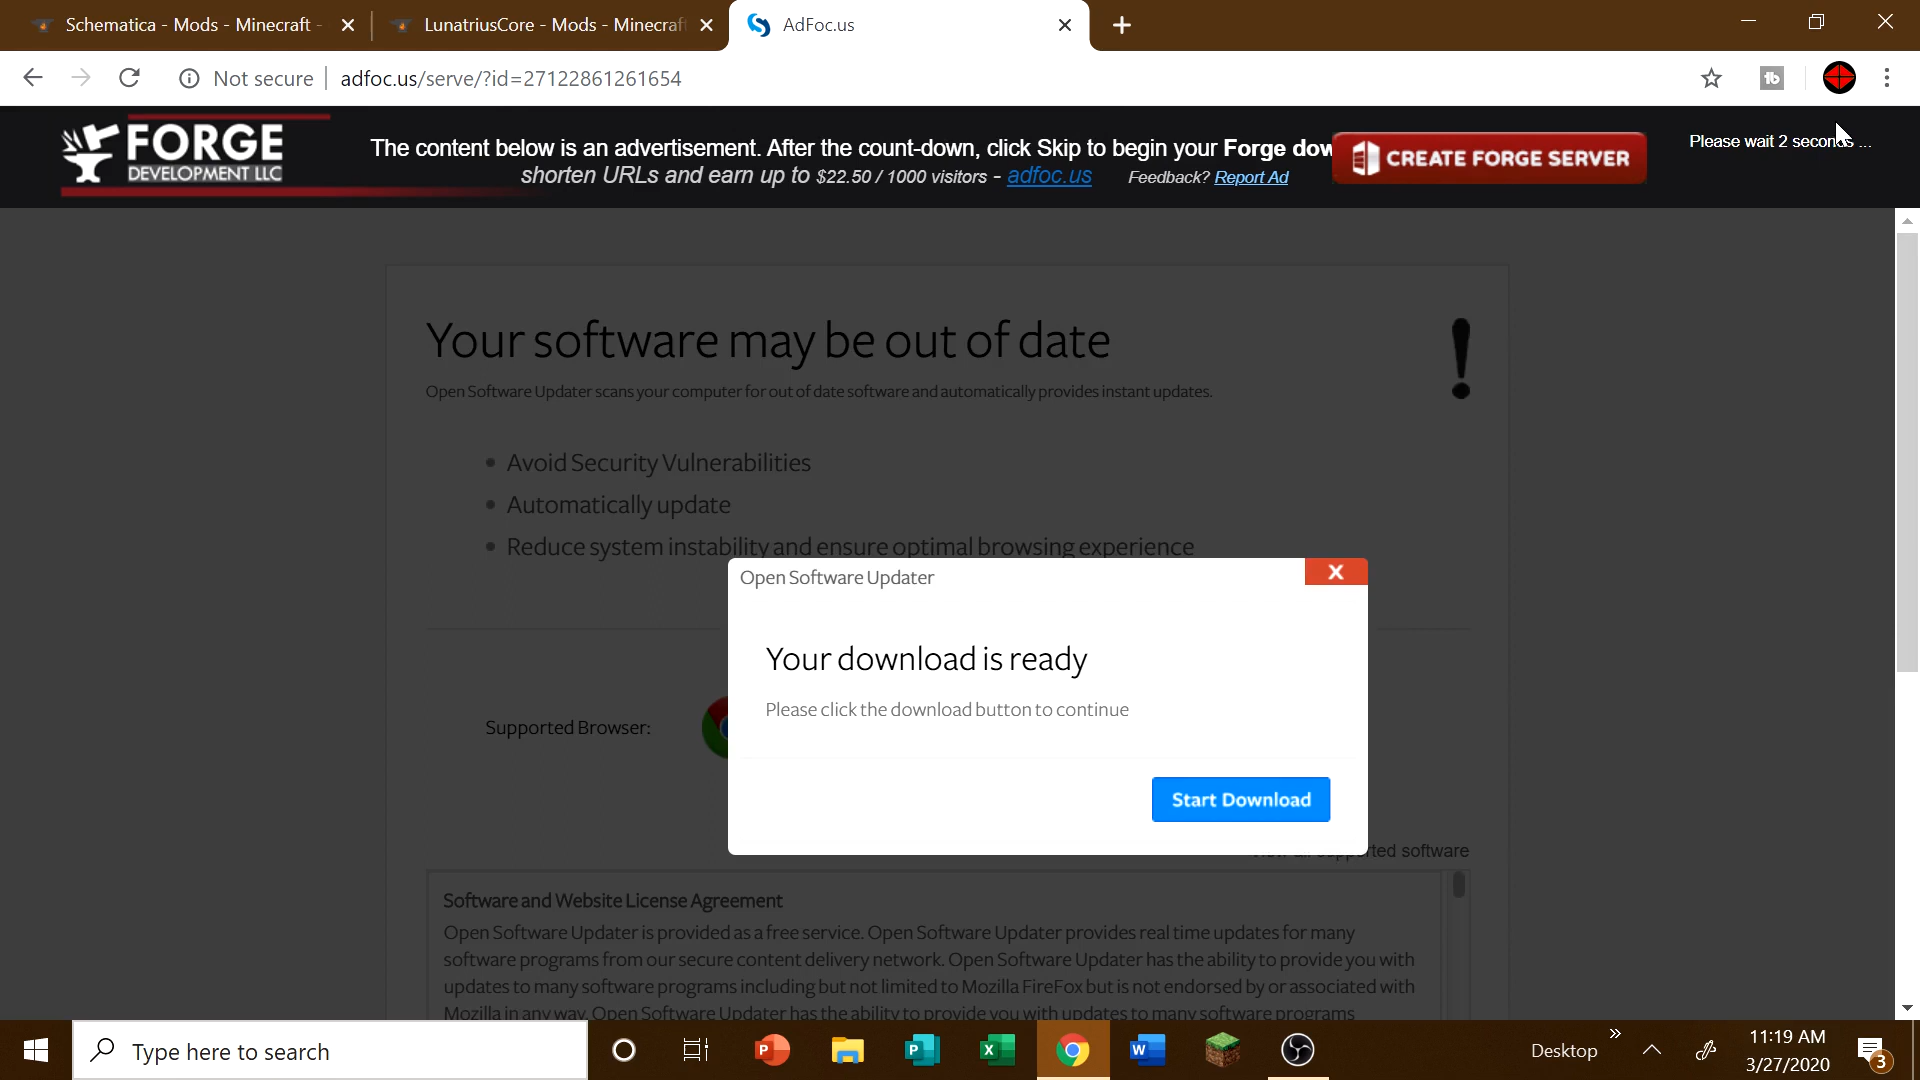 Schematica - Mods - Minecraft -
LunatriusCore - Mods - Minecraf
AdFoc.us
Not secure
adfoc.us/serve/?id=27122861261654
FORGE
DEVELOPMENT LLC
The content below is an advertisement. After the count-down, click Skip to begin your Forge dow
shorten URLs and earn up to $22.50 / 1000 visitors - adfoc.us Feedback? Report Ad
CREATE FORGE SERVER
Please wait 2 seconds ...
Your software may be out of date
Open Software Updater scans your computer for out of date software and automatically provides instant updates.
• Avoid Security Vulnerabilities
• Automatically update
• Reduce system instability and ensure optimal browsing experience
Open Software Updater
X
Your download is ready
Please click the download button to continue
Supported Browser:
Start Download
supported software
Software and Website License Agreement
Open Software Updater is provided as a free service. Open Software Updater provides real time updates for many
software programs from our secure content delivery network. Open Software Updater has the ability to provide you with
updates to many software programs including but not limited to Mozilla FireFox but is not endorsed by or associated with
Mozilla in any way. Open Software Updater has the ability to provide you with updates to many software programs
Type here to search
Desktop
11:19 AM
3/27/2020
3